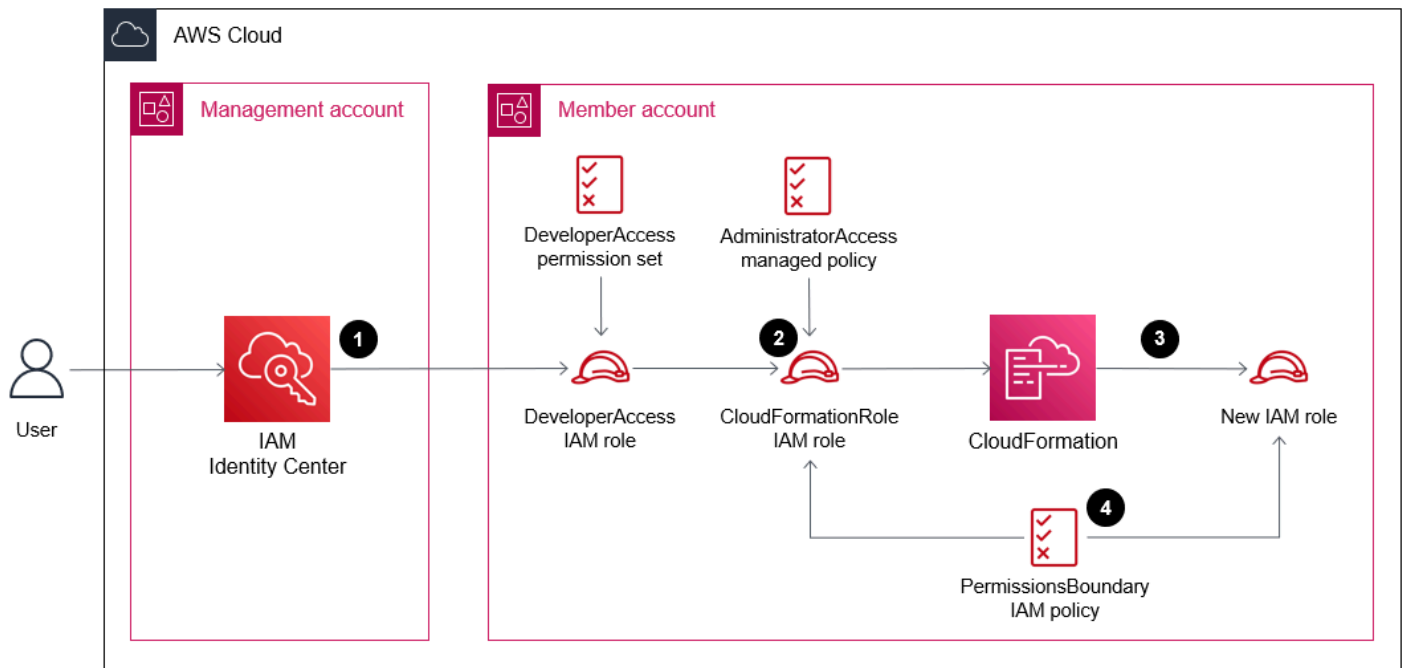 AWS Cloud
Management account
Member account
DeveloperAccess
permission set
AdministratorAccess
managed policy
1
2
3
User
IAM
Identity Center
DeveloperAccess
IAM role
CloudFormationRole
IAM role
CloudFormation
New IAM role
4
PermissionsBoundary
IAM policy